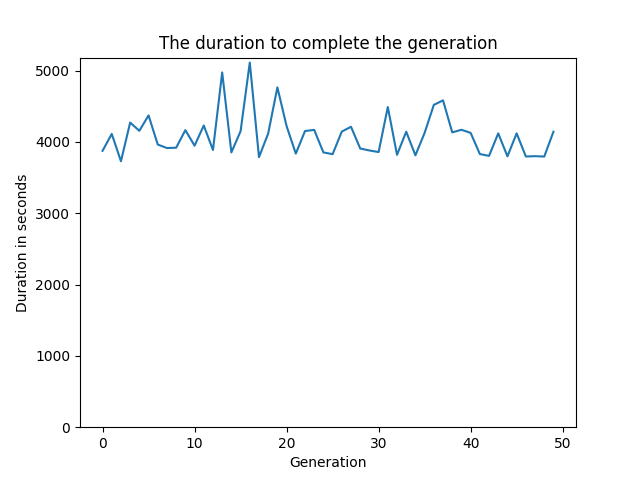 The duration to complete the generation
5000
4000
3000
2000
1000
0
Duration in seconds
0 10 20 30 40 50
Generation